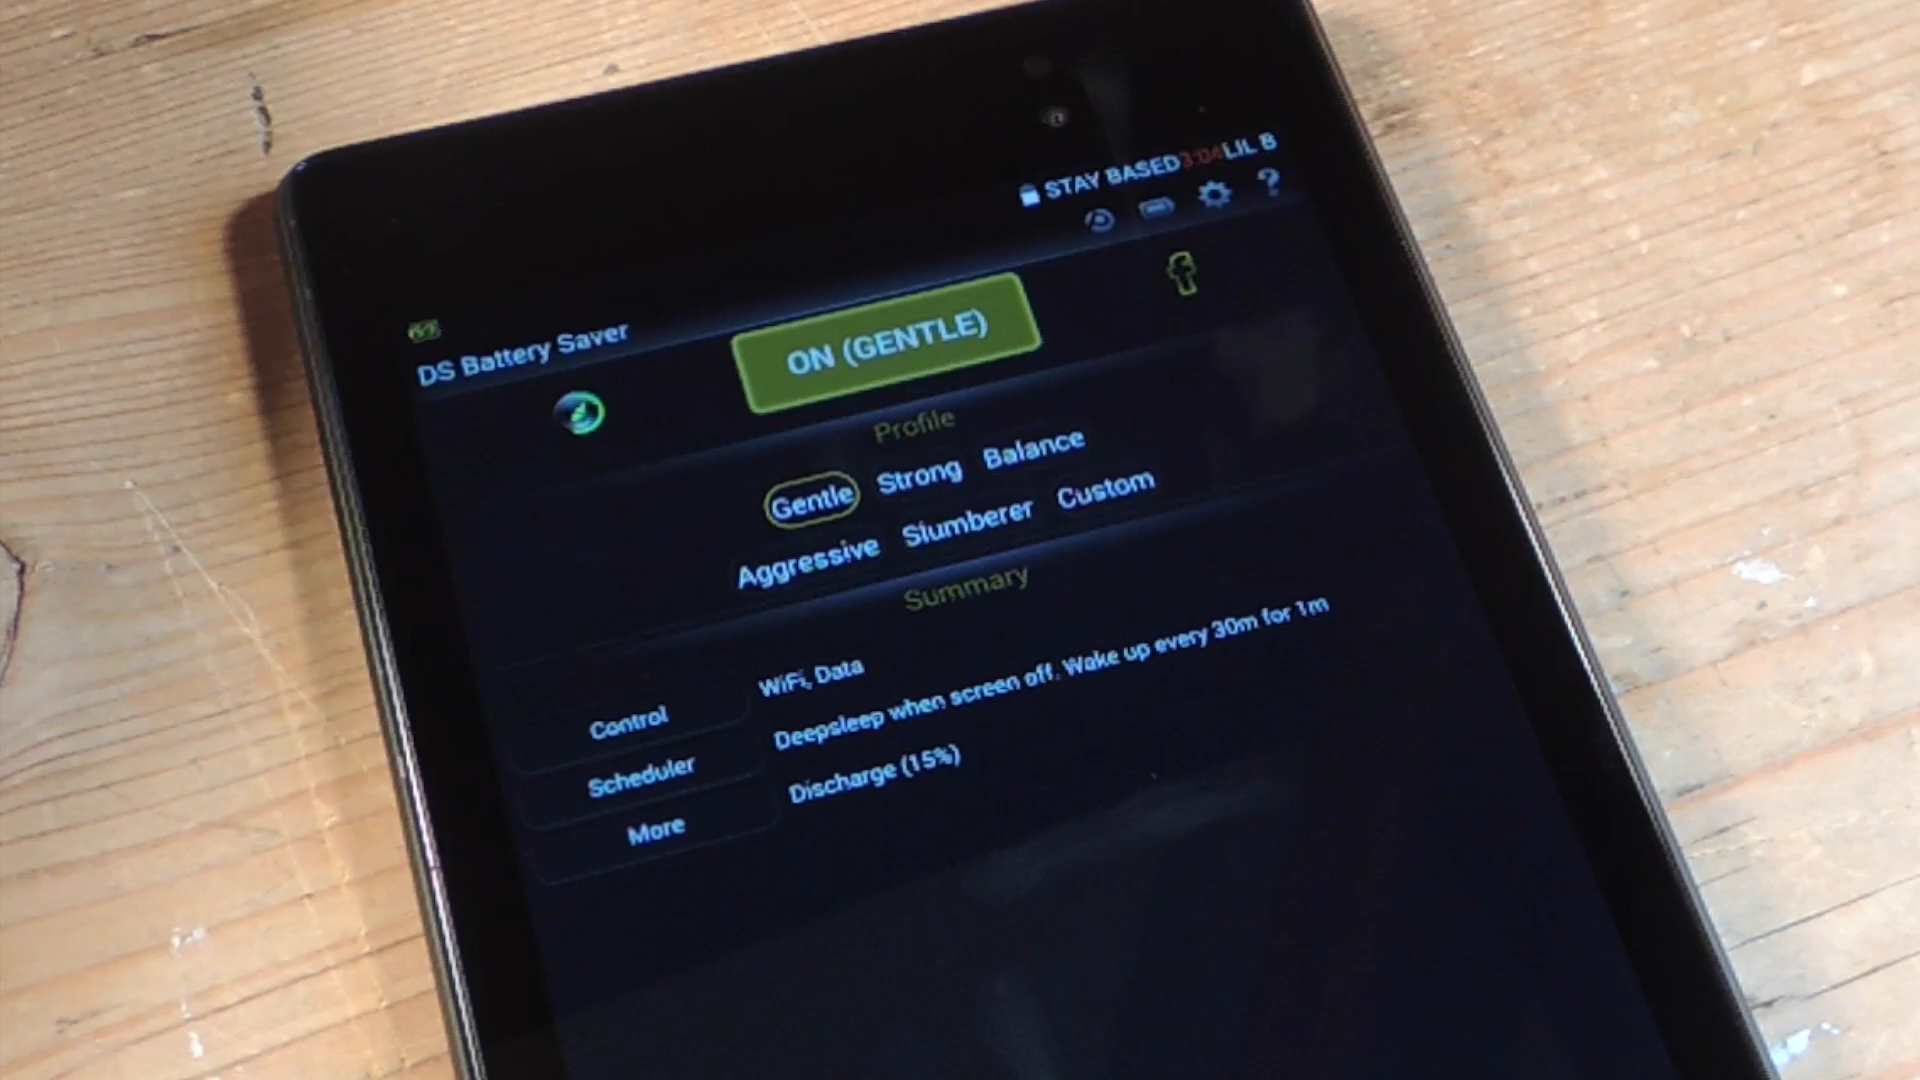 STAY BASED 3:04 LIL B
DS Battery Saver
ON (GENTLE)
Profile
Gentle Strong Balance
Aggressive Slumberer Custom
Summary
Control WiFi, Data
Scheduler Deepsleep when screen off. Wake up every 30m for 1m
More Discharge (15%)